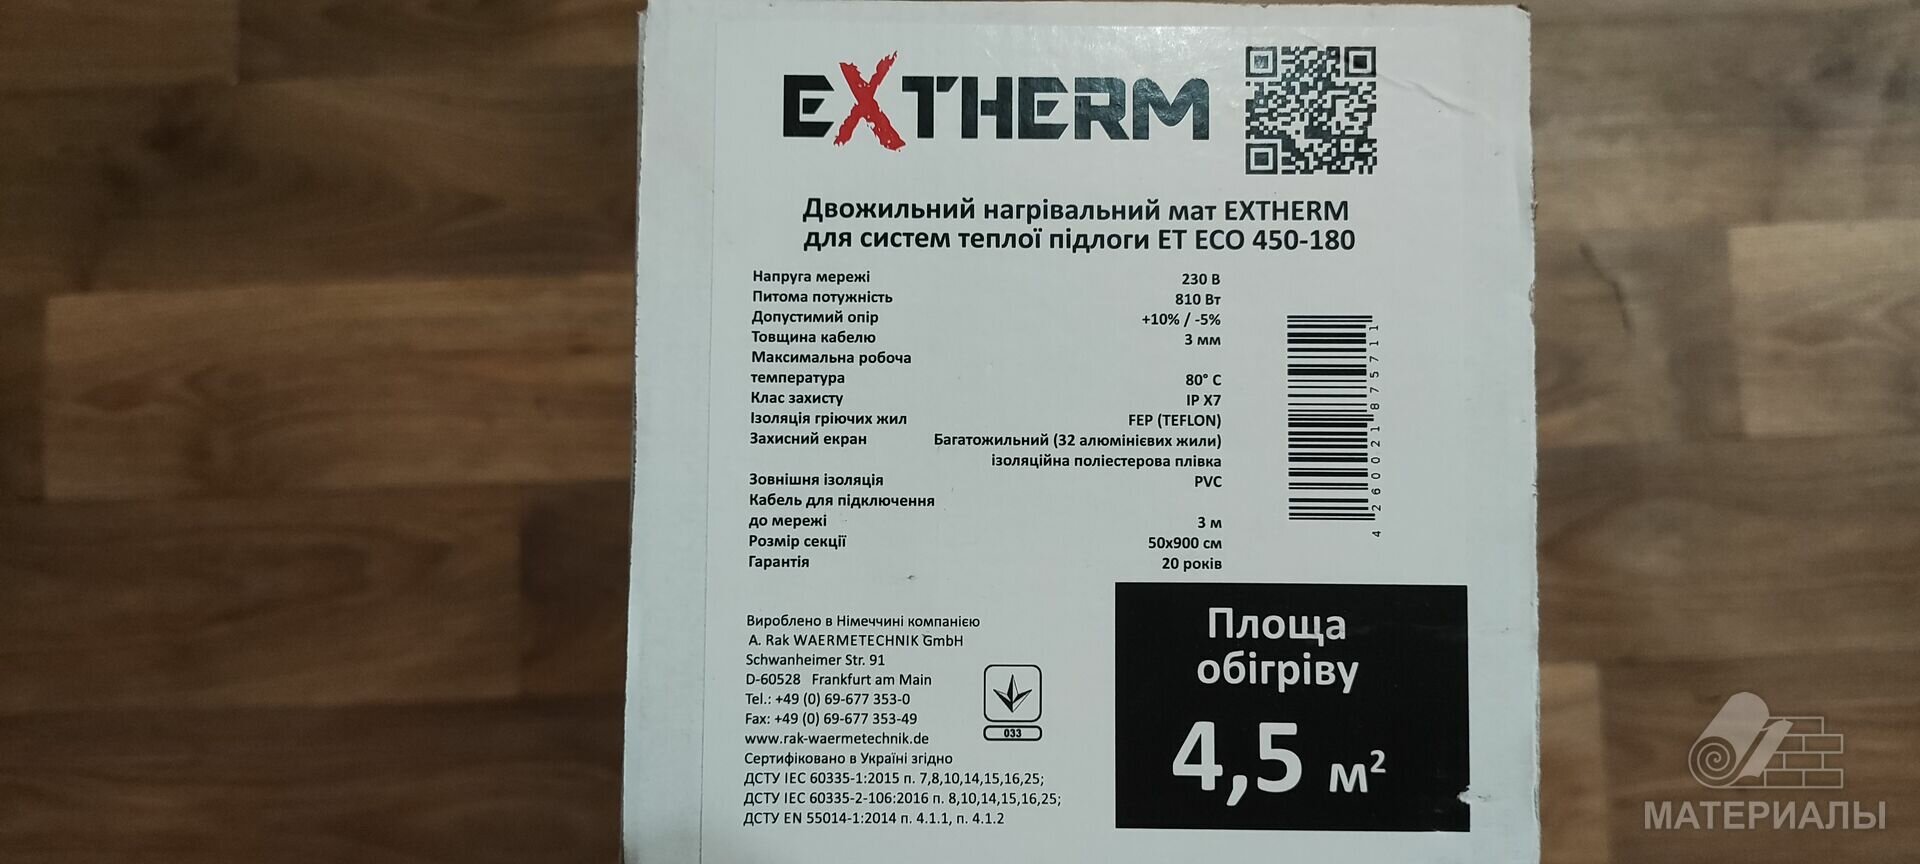 EXTHERM
Двожильний нагрівальний мат EXTHERM
для систем теплої підлоги ET ECO 450-180
Напруга мережі 230 В
Питома потужність 810 Вт
Допустимий опір +10% / -5%
Товщина кабелю 3 мм
Максимальна робоча
температура 80° C
Клас захисту IP X7
Ізоляція гріючих жил FEP (TEFLON)
Захисний екран Багатожильний (32 алюмінієвих жили)
ізоляційна поліестерова плівка
Зовнішня ізоляція PVC
Кабель для підключення
до мережі 3 м
Розмір секції 50х900 см
Гарантія 20 років
4 260021 875711
Вироблено в Німеччині компанією
A. Rak WAERMETECHNIK GmbH
Schwanheimer Str. 91
D-60528 Frankfurt am Main
Tel.: +49 (0) 69-677 353-0
Fax: +49 (0) 69-677 353-49
www.rak-waermetechnik.de
Сертифіковано в Україні згідно
ДСТУ IEC 60335-1:2015 п. 7,8,10,14,15,16,25;
ДСТУ IEC 60335-2-106:2016 п. 8,10,14,15,16,25;
ДСТУ EN 55014-1:2014 п. 4.1.1, п. 4.1.2
033
Площа
обігріву
4,5 м²
МАТЕРИАЛЫ